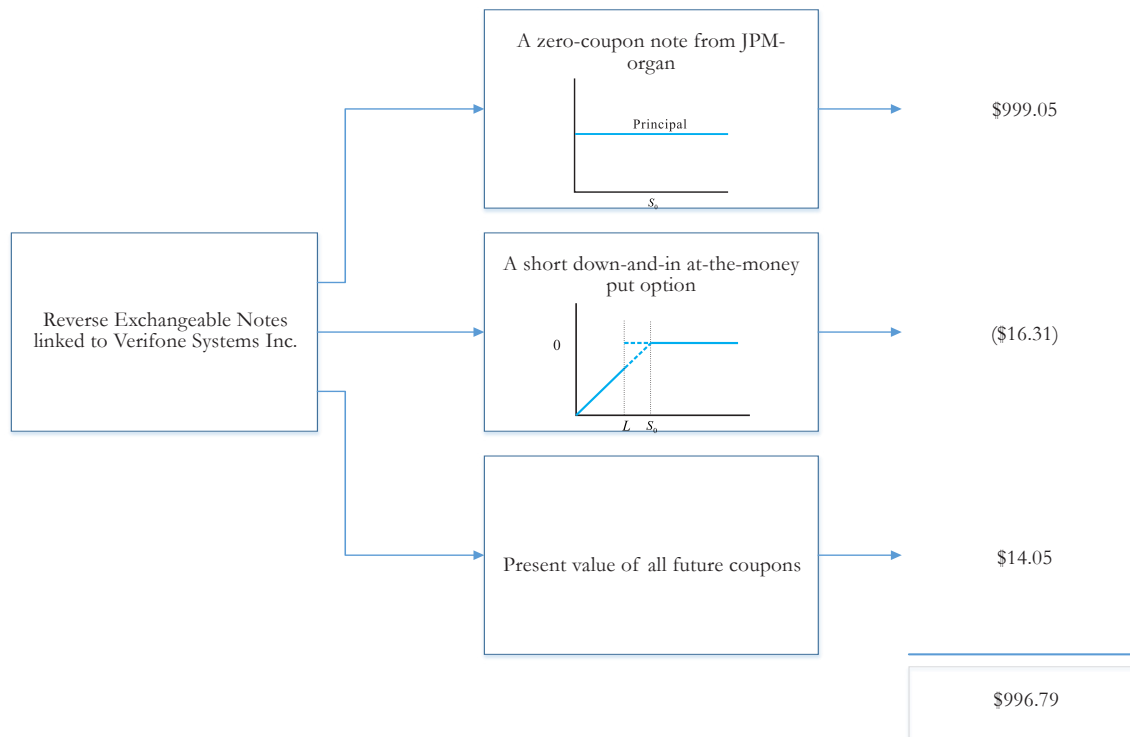 A zero-coupon note from JPM-
organ
Principal
S₀
$999.05
Reverse Exchangeable Notes
linked to Verifone Systems Inc.
A short down-and-in at-the-money
put option
0
L S₀
($16.31)
Present value of all future coupons
$14.05
$996.79